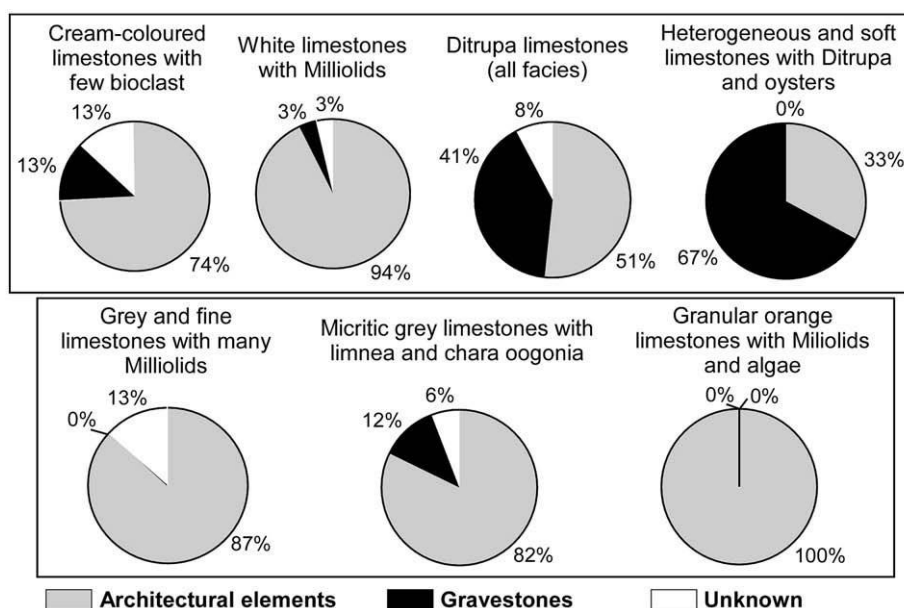 Cream-coloured
limestones with
few bioclast
13%
13%
74%
White limestones
with Milliolids
3% 3%
94%
Ditrupa limestones
(all facies)
8%
41%
51%
Heterogeneous and soft
limestones with Ditrupa
and oysters
0%
33%
67%
Grey and fine
limestones with many
Milliolids
13%
0%
87%
Micritic grey limestones with
limnea and chara oogonia
6%
12%
82%
Granular orange
limestones with Miliolids
and algae
0% 0%
100%
Architectural elements Gravestones Unknown